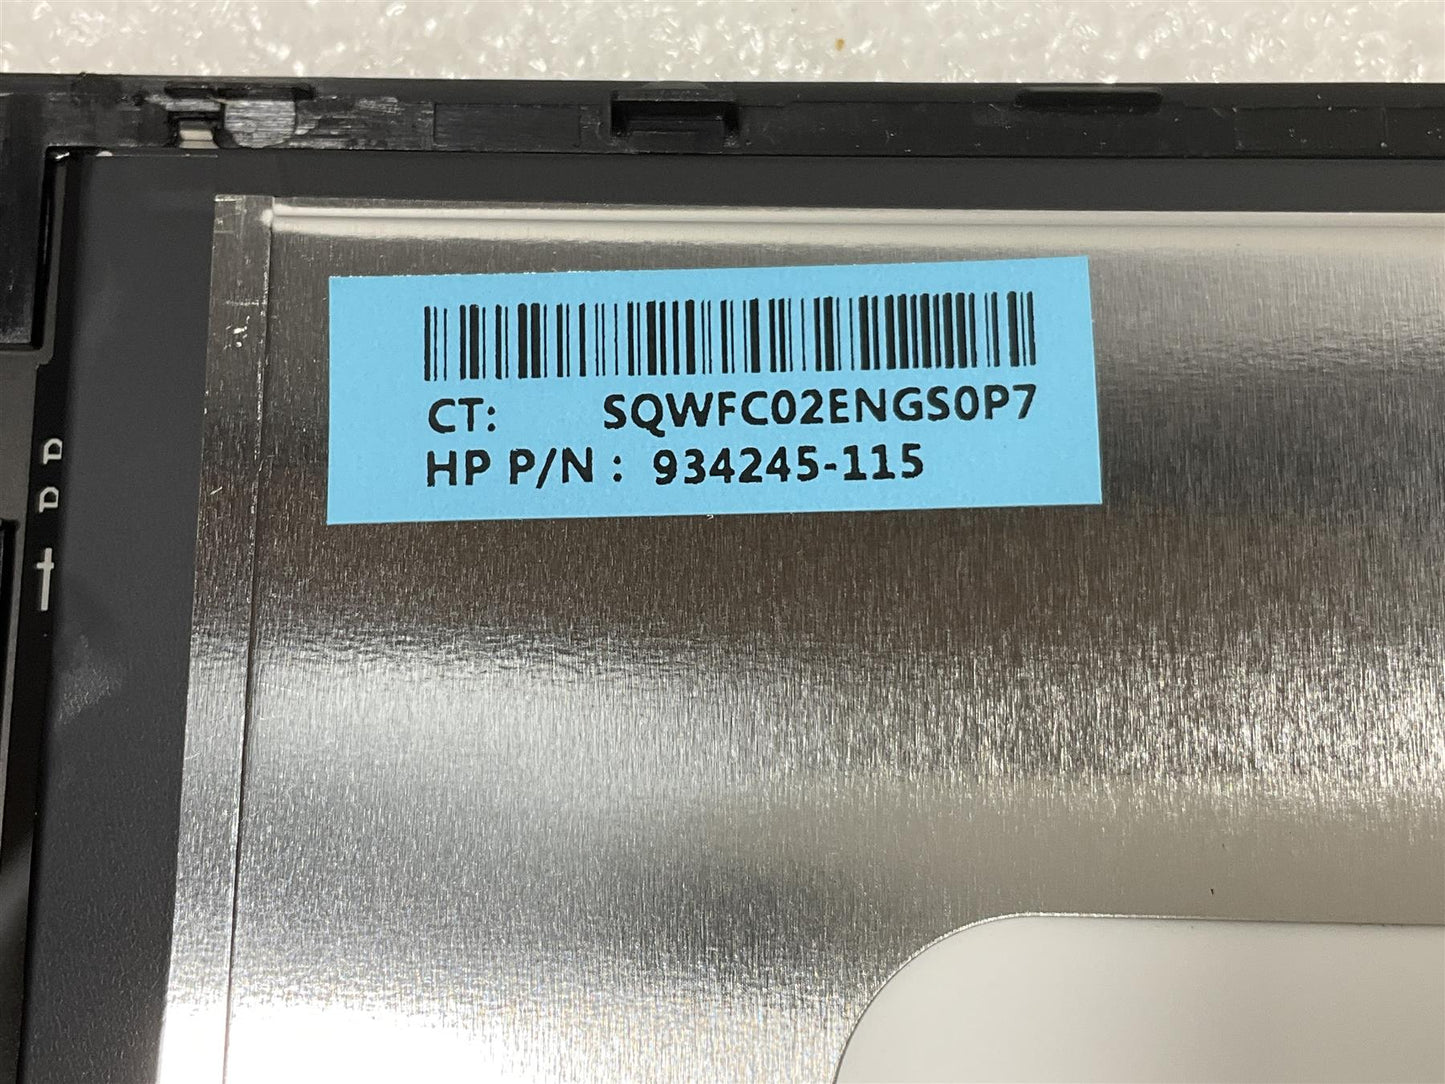 CT: SQWFC02ENGS0P7
HP P/N : 934245-115